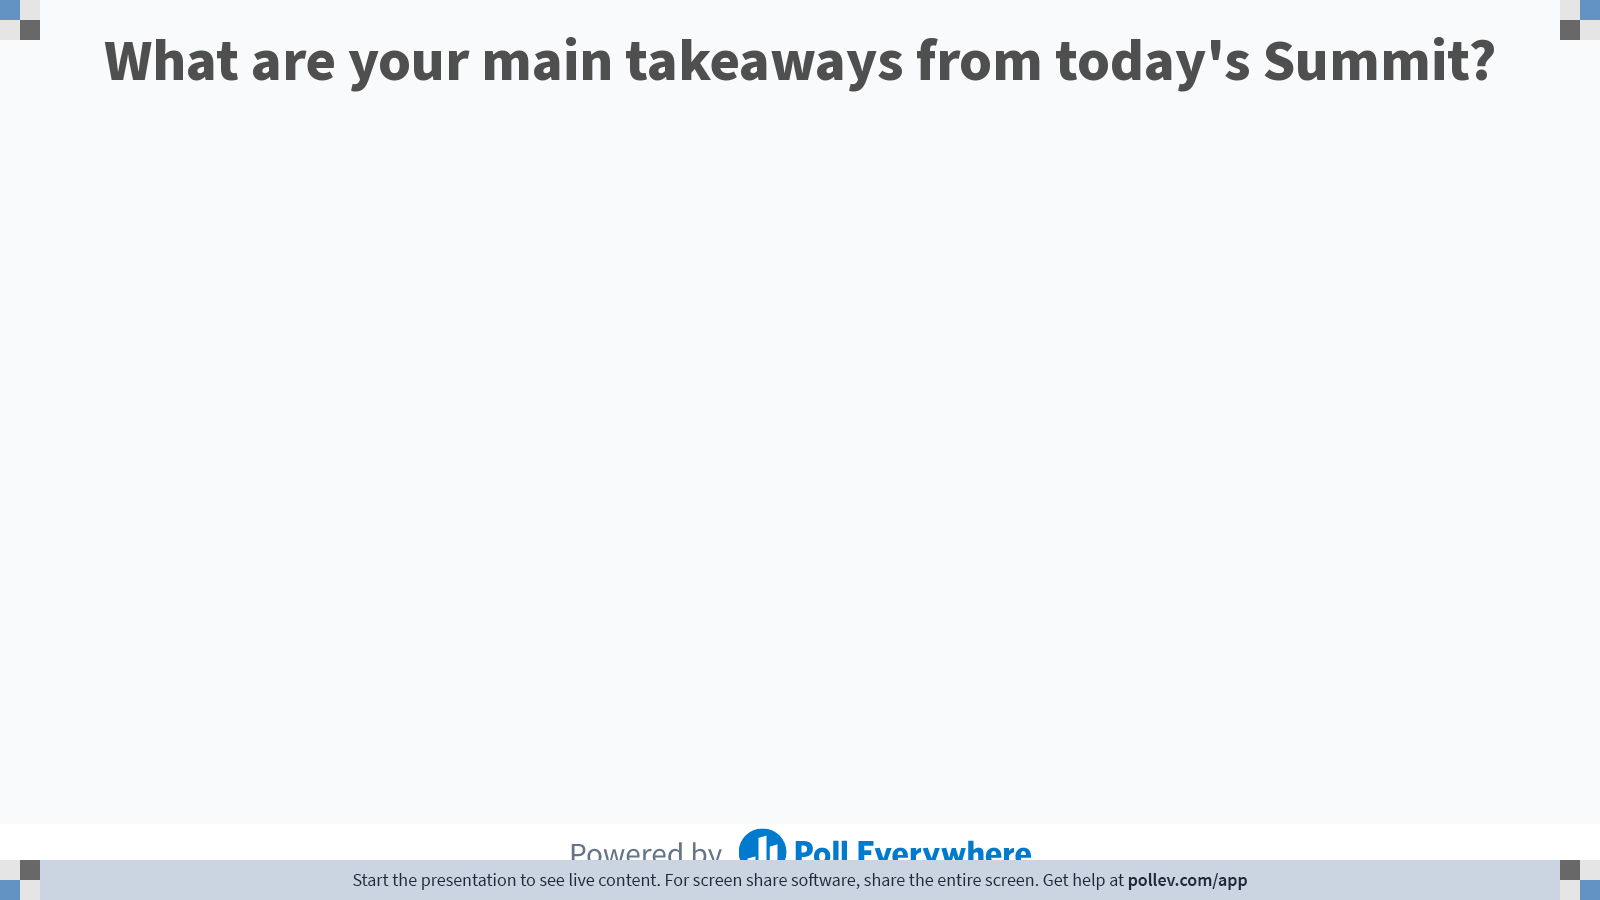 What are your main takeaways from today's Summit?
Powered by Poll Everywhere
Start the presentation to see live content. For screen share software, share the entire screen. Get help at pollev.com/app